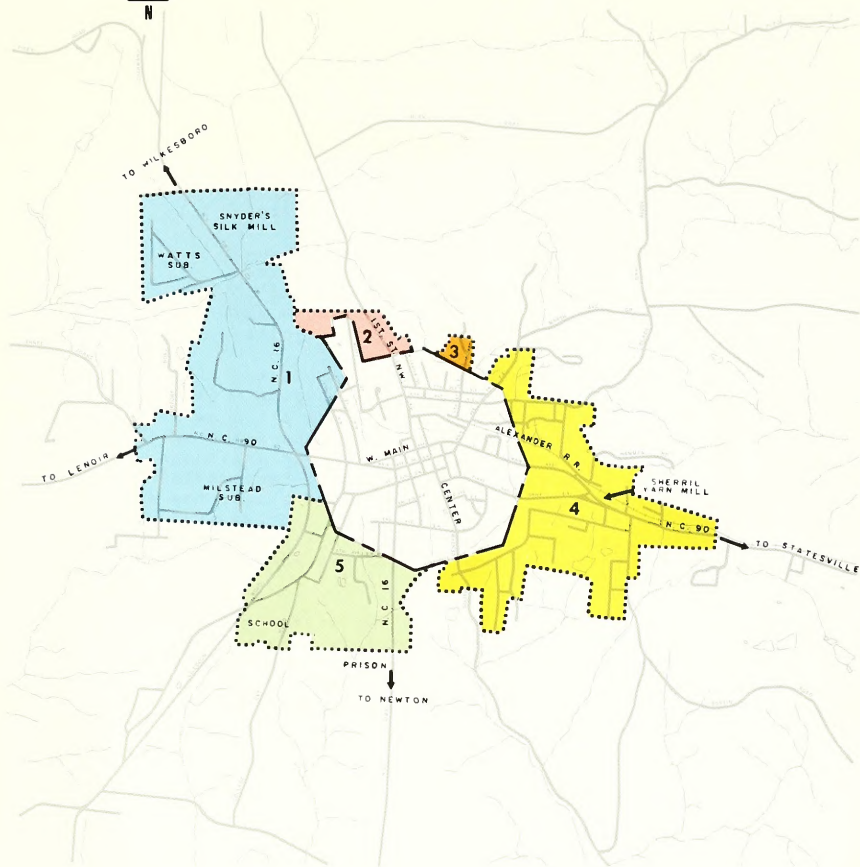 N
TO WILKESBORO
SNYDER'S
SILK MILL
WATTS
SUB
1ST. ST. N.W.
2
3
N.C. 16
1
ALEXANDER R.R.
N.C. 90
W. MAIN
TO LENOIR
SHERRIL
YARN MILL
MILSTEAD
SUB
CENTER
4
N.C. 90
TO STATESVILLE
5
N.C. 16
SCHOOL
PRISON
TO NEWTON